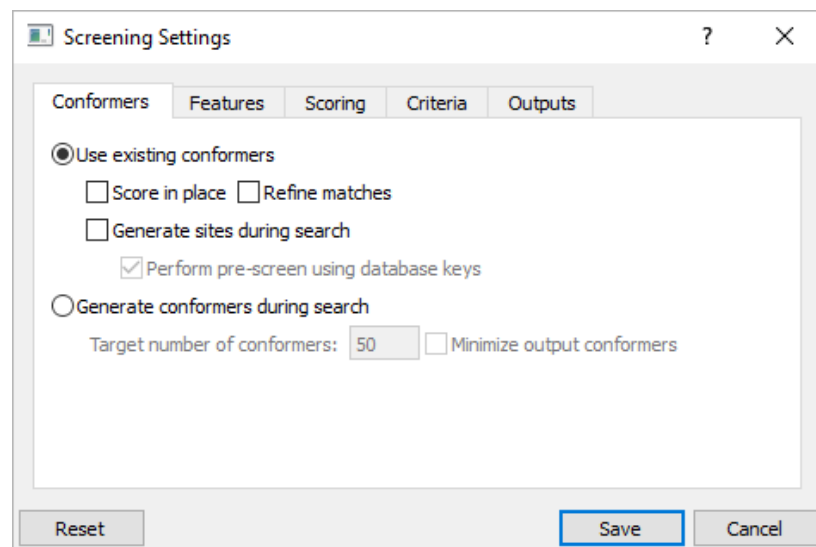 Screening Settings ?
Conformers Features Scoring Criteria Outputs
Use existing conformers
Score in place Refine matches
Generate sites during search
Perform pre-screen using database keys
Generate conformers during search
Target number of conformers: 50 Minimize output conformers
Reset Save Cancel